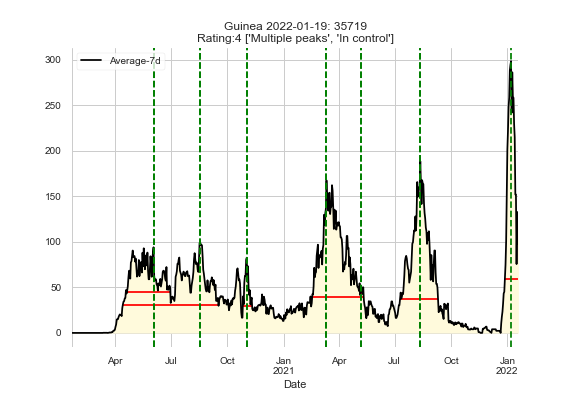 Guinea 2022-01-19: 35719
Rating:4 ['Multiple peaks', 'In control']
Average-7d
300
250
200
150
100
50
0
Apr Jul Oct Jan Apr Jul Oct Jan
2021 2022
Date